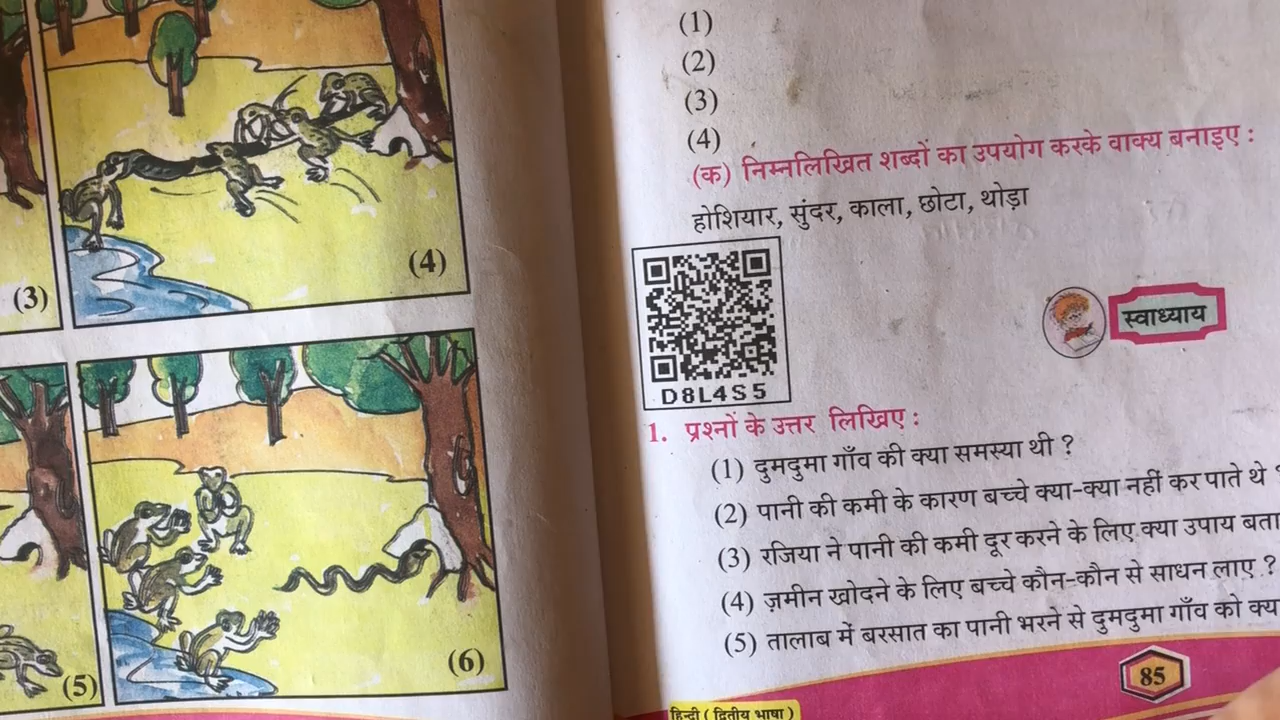 (3)
(4)
(5)
(6)
(1)
(2)
(3)
(4)
(क) निम्नलिखित शब्दों का उपयोग करके वाक्य बनाइए :
होशियार, सुंदर, काला, छोटा, थोड़ा
D8L4S5
स्वाध्याय
1. प्रश्नों के उत्तर लिखिए :
(1) दुमदुमा गाँव की क्या समस्या थी ?
(2) पानी की कमी के कारण बच्चे क्या-क्या नहीं कर पाते थे ?
(3) रजिया ने पानी की कमी दूर करने के लिए क्या उपाय
(4) ज़मीन खोदने के लिए बच्चे कौन-कौन से साधन लाए ?
(5) तालाब में बरसात का पानी भरने से दुमदुमा गाँव को
85
हिन्दी ( द्वितीय भाषा )